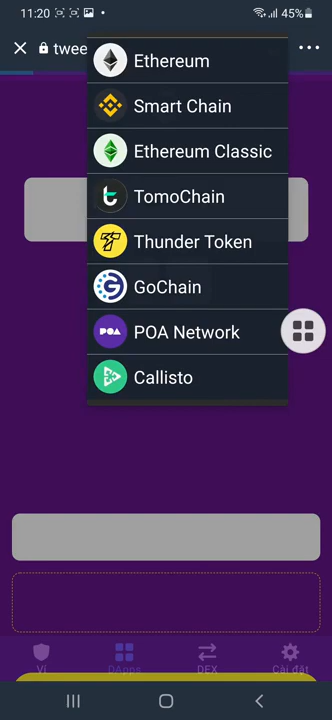 11:20
45%
twee
Ethereum
Smart Chain
Ethereum Classic
TomoChain
Thunder Token
GoChain
POA
POA Network
Callisto
Ví
DApps
DEX
Cài đặt